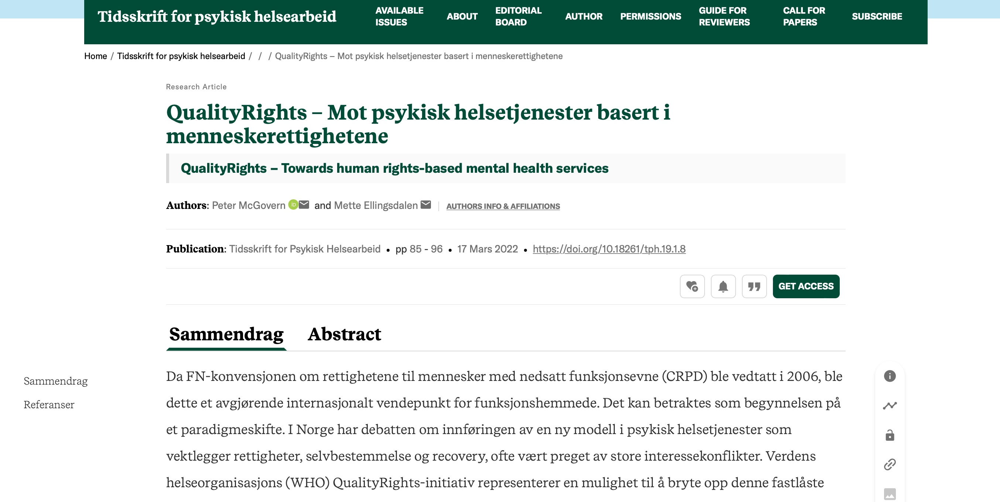 Tidsskrift for psykisk helsearbeid
AVAILABLE ISSUES
ABOUT
EDITORIAL BOARD
AUTHOR
PERMISSIONS
GUIDE FOR REVIEWERS
CALL FOR PAPERS
SUBSCRIBE
Home / Tidsskrift for psykisk helsearbeid / / / QualityRights – Mot psykisk helsetjenester basert i menneskerettighetene
Research Article
QualityRights – Mot psykisk helsetjenester basert i
menneskerettighetene
QualityRights – Towards human rights-based mental health services
Authors: Peter McGovern iD and Mette Ellingsdalen | AUTHORS INFO & AFFILIATIONS
Publication: Tidsskrift for Psykisk Helsearbeid • pp 85 - 96 • 17 Mars 2022 • https://doi.org/10.18261/tph.19.1.8
GET ACCESS
Sammendrag Abstract
Sammendrag
Referanser
Da FN-konvensjonen om rettighetene til mennesker med nedsatt funksjonsevne (CRPD) ble vedtatt i 2006, ble
dette et avgjørende internasjonalt vendepunkt for funksjonshemmede. Det kan betraktes som begynnelsen på
et paradigmeskifte. I Norge har debatten om innføringen av en ny modell i psykisk helsetjenester som
vektlegger rettigheter, selvbestemmelse og recovery, ofte vært preget av store interessekonflikter. Verdens
helseorganisasjons (WHO) QualityRights-initiativ representerer en mulighet til å bryte opp denne fastlåste